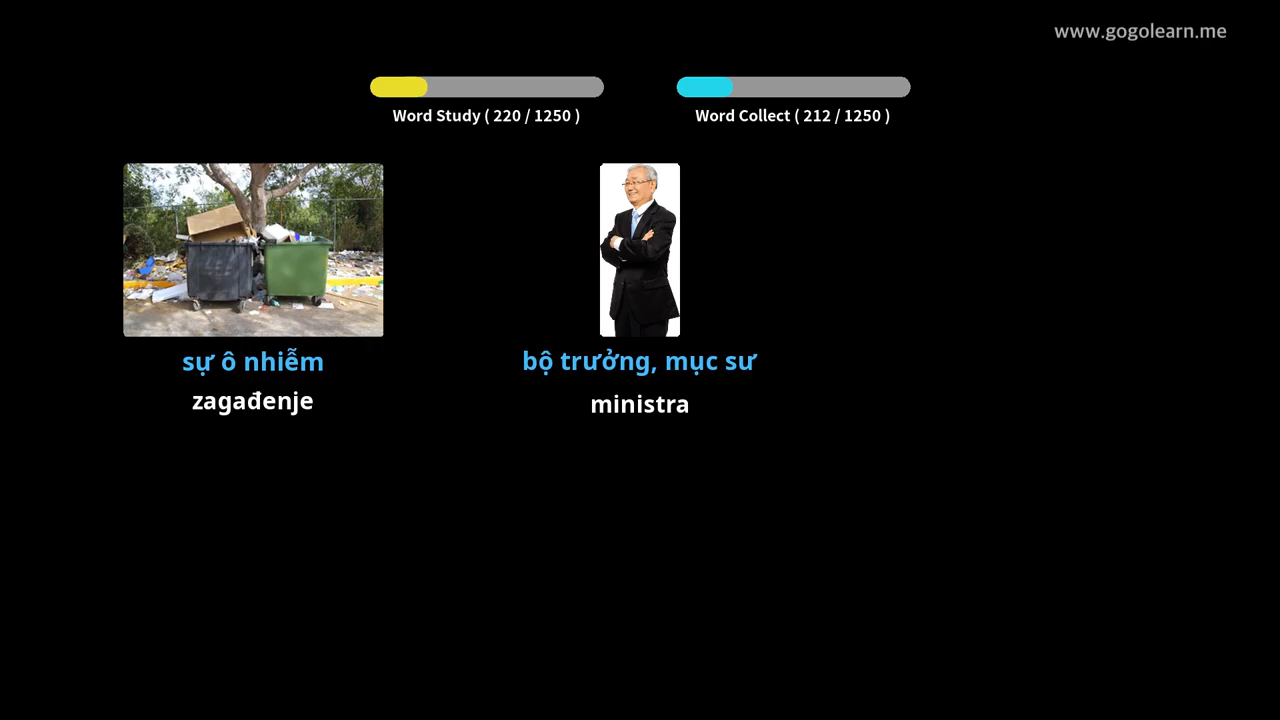 www.gogolearn.me
Word Study ( 220 / 1250 )
Word Collect ( 212 / 1250 )
sự ô nhiễm
zagađenje
bộ trưởng, mục sư
ministra